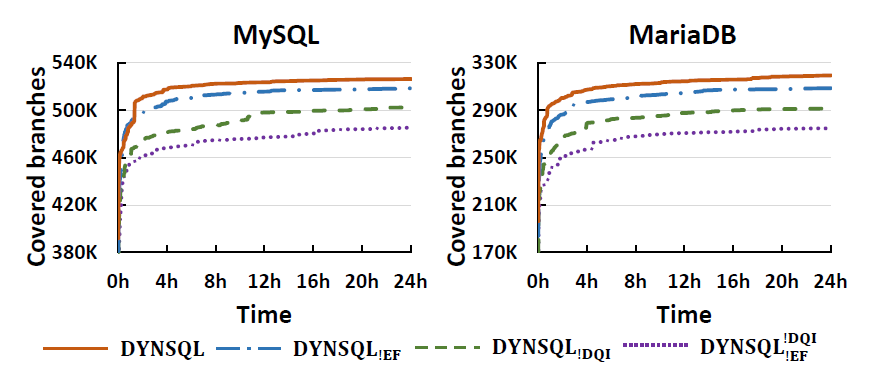 MySQL
Covered branches
540K
500K
460K
420K
380K
0h 4h 8h 12h 16h 20h 24h
Time
MariaDB
Covered branches
330K
290K
250K
210K
170K
0h 4h 8h 12h 16h 20h 24h
Time
DYNSQL DYNSQL!EF DYNSQL!DQI DYNSQL!DQI!EF